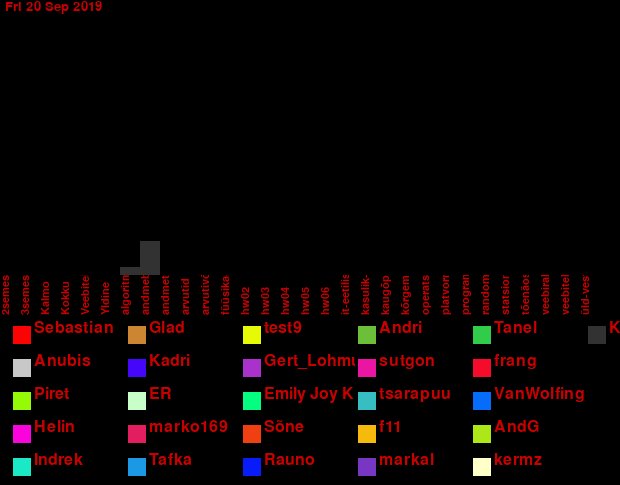 Fri 20 Sep 2019
2semes
3semes
Kalmo
Kokku
Veebite
Yldine
algoritm
andmet
andmet
arvutid
arvutivõ
füüsika
hw02
hw03
hw04
hw05
hw06
it-eetilis
kasulik-
kaugõp
kõrgem
operats
platvorm
progran
random
statsion
tõenäos
veebiral
veebitel
üld-ves
Sebastian Glad test9 Andri Tanel K
Anubis Kadri Gert_Lohmu sutgon frang
Piret ER Emily Joy K tsarapuu VanWolfing
Helin marko169 Sõne f11 AndG
Indrek Tafka Rauno markal kermz